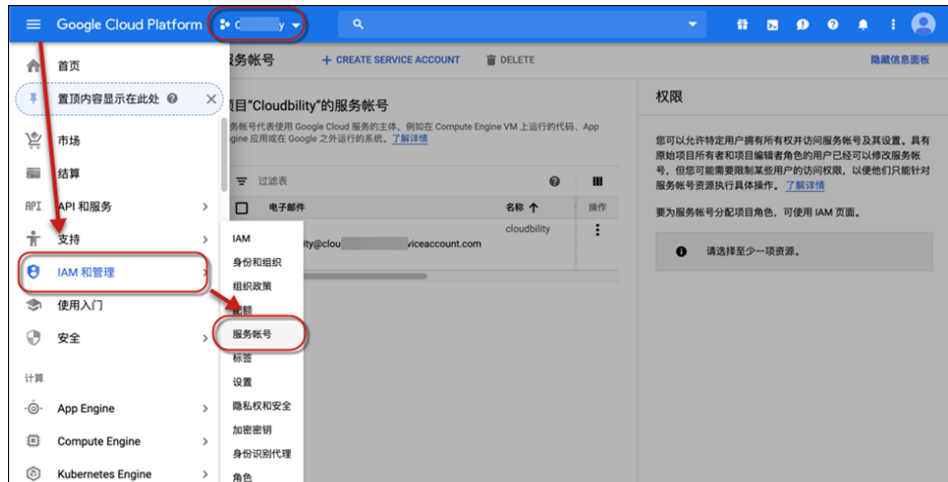 Google Cloud Platform
首页
置顶内容显示在此处
市场
结算
API API 和服务
支持
IAM 和管理
使用入门
安全
计算
App Engine
Compute Engine
Kubernetes Engine
IAM
身份和组织
组织政策
配额
服务帐号
标签
设置
隐私权和安全
加密密钥
身份识别代理
角色
服务帐号
+ CREATE SERVICE ACCOUNT
DELETE
隐藏信息面板
项目"Cloudbility"的服务帐号
服务帐号代表使用 Google Cloud 服务的主体，例如在 Compute Engine VM 上运行的代码、App
Engine 应用或在 Google 之外运行的系统。了解详情
过滤表
电子邮件
名称
操作
cloudbility
ity@clou
viceaccount.com
权限
您可以允许特定用户拥有所有权并访问服务帐号及其设置。具有
原始项目所有者和项目编辑者角色的用户已经可以修改服务帐
号，但您可能需要限制某些用户的访问权限，以便他们只能针对
服务帐号资源执行具体操作。 了解详情
要为服务帐号分配项目角色，可使用 IAM 页面。
请选择至少一项资源。